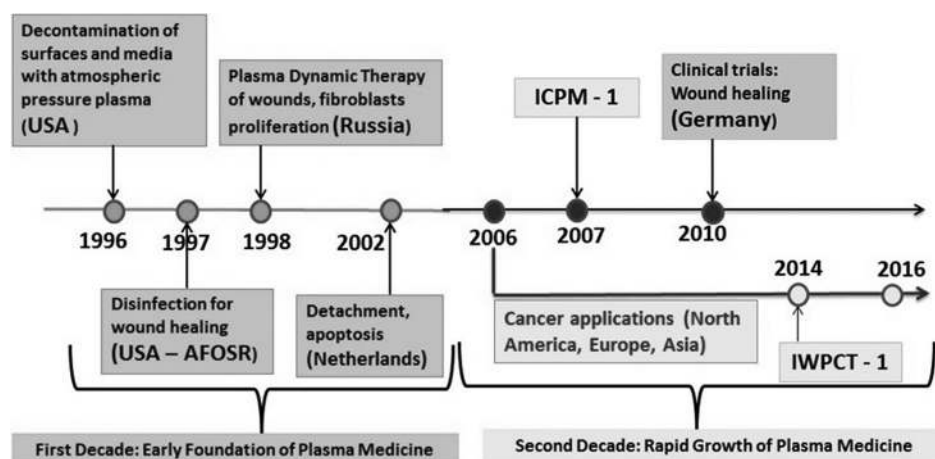 Decontamination of
surfaces and media
with atmospheric
pressure plasma
(USA )
Plasma Dynamic Therapy
of wounds, fibroblasts
proliferation (Russia)
ICPM - 1
Clinical trials:
Wound healing
(Germany)
1996
1997
1998
2002
2006
2007
2010
2014
2016
Disinfection for
wound healing
(USA – AFOSR)
Detachment,
apoptosis
(Netherlands)
Cancer applications (North
America, Europe, Asia)
IWPCT - 1
First Decade: Early Foundation of Plasma Medicine
Second Decade: Rapid Growth of Plasma Medicine